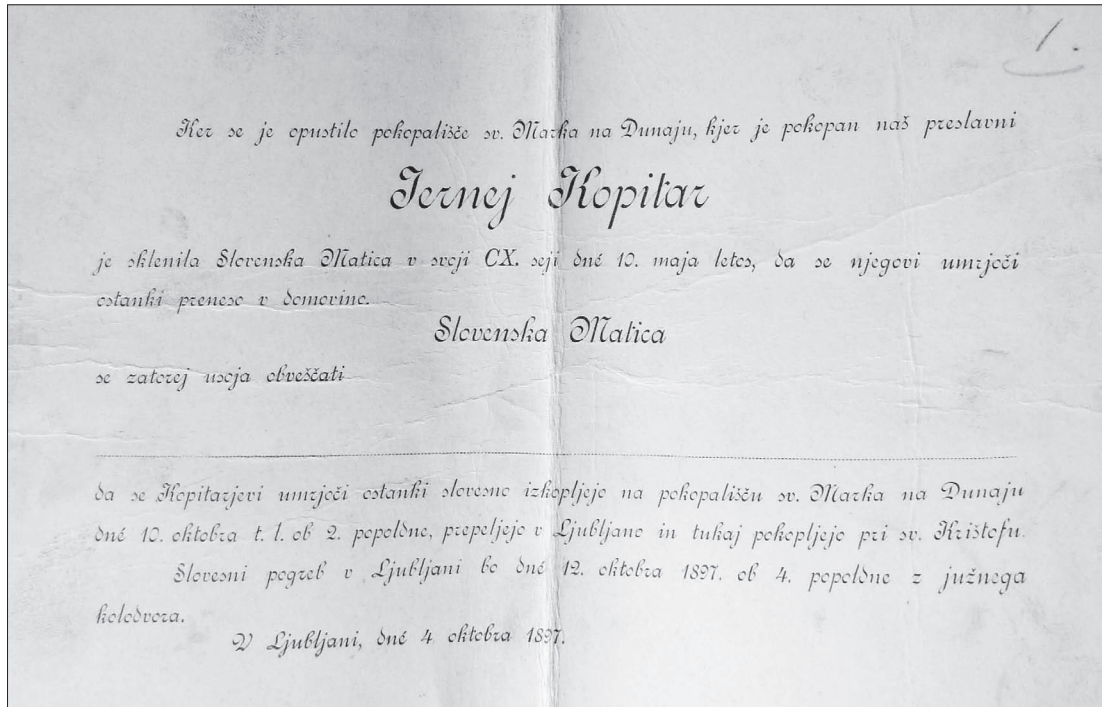 1.
Ker se je opustilo pokopališče sv. Marka na Dunaju, kjer je pokopan naš preslavni
Jernej Kopitar
je sklenila Slovenska Matica v svoji CX. seji dné 10. maja letos, da se njegovi umrjoči
ostanki preneso v domovino.
Slovenska Matica
se zatorej usoja obveščati
da se Kopitarjevi umrjoči ostanki slovesno izkopljejo na pokopališču sv. Marka na Dunaju
dné 10. oktobra t. l. ob 2. popoldne, prepeljejo v Ljubljano in tukaj pokopljejo pri sv. Krištofu.
Slovesni pogreb v Ljubljani bo dné 12. oktobra 1897. ob 4. popoldne z južnega
kolodvora.
V Ljubljani, dné 4 oktobra 1897.